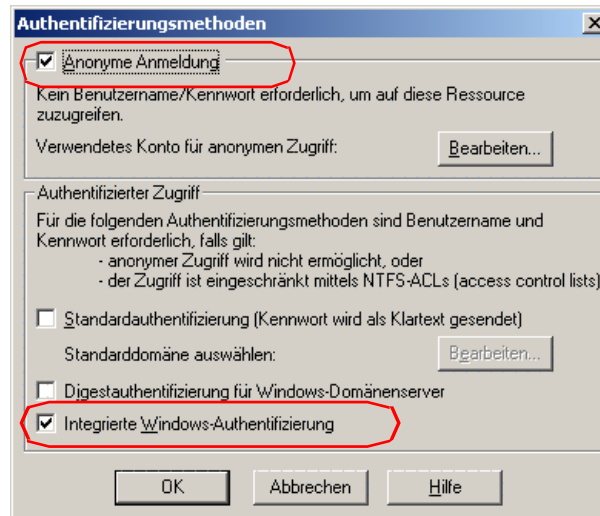 Authentifizierungsmethoden
Anonyme Anmeldung
Kein Benutzername/Kennwort erforderlich, um auf diese Ressource
zuzugreifen.
Verwendetes Konto für anonymen Zugriff: Bearbeiten...
Authentifizierter Zugriff
Für die folgenden Authentifizierungsmethoden sind Benutzername und
Kennwort erforderlich, falls gilt:
- anonymer Zugriff wird nicht ermöglicht, oder
- der Zugriff ist eingeschränkt mittels NTFS-ACLs (access control lists)
Standardauthentifizierung (Kennwort wird als Klartext gesendet)
Standarddomäne auswählen: Bearbeiten...
Digestauthentifizierung für Windows-Domänenserver
Integrierte Windows-Authentifizierung
OK Abbrechen Hilfe